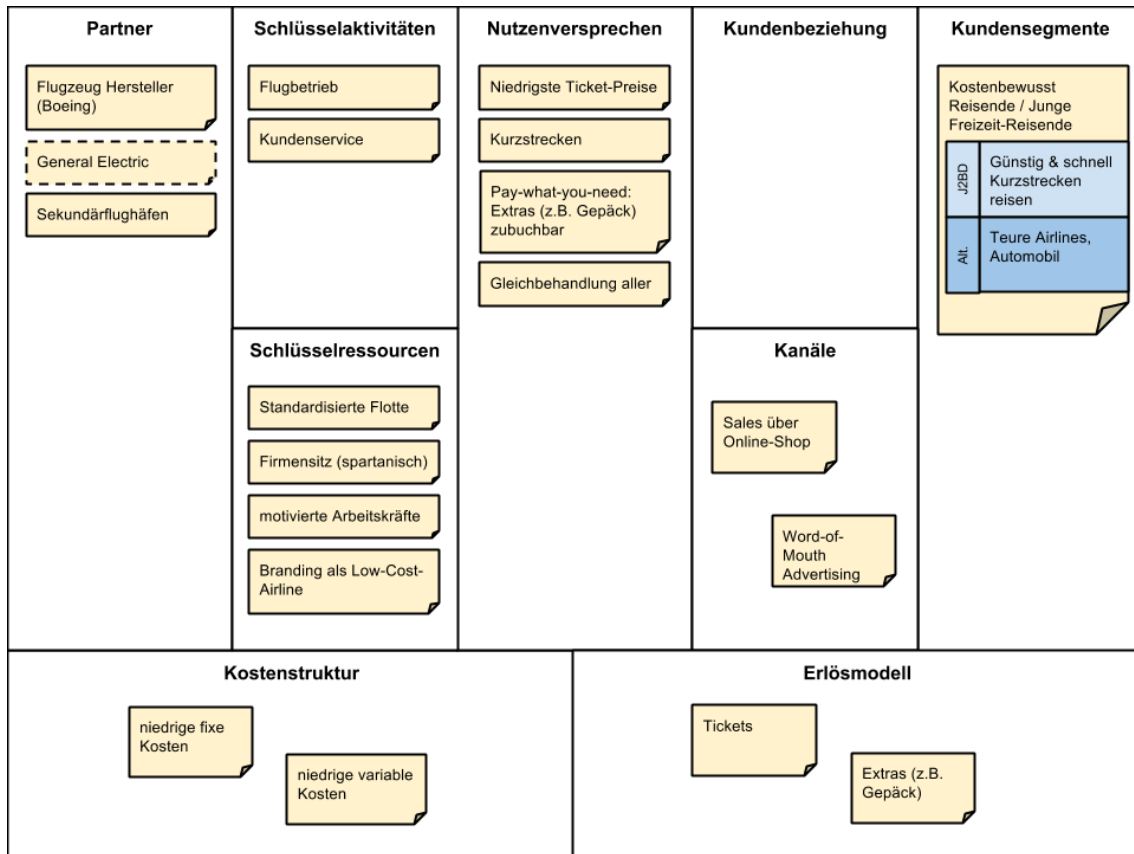 Partner
Flugzeug Hersteller
(Boeing)
General Electric
Sekundärflughäfen
Schlüsselaktivitäten
Flugbetrieb
Kundenservice
Schlüsselressourcen
Standardisierte Flotte
Firmensitz (spartanisch)
motivierte Arbeitskräfte
Branding als Low-Cost-
Airline
Nutzenversprechen
Niedrigste Ticket-Preise
Kurzstrecken
Pay-what-you-need:
Extras (z.B. Gepäck)
zubuchbar
Gleichbehandlung aller
Kundenbeziehung
Kanäle
Sales über
Online-Shop
Word-of-
Mouth
Advertising
Kundensegmente
Kostenbewusst
Reisende / Junge
Freizeit-Reisende
J2BD
Günstig & schnell
Kurzstrecken
reisen
Alt.
Teure Airlines,
Automobil
Kostenstruktur
niedrige fixe
Kosten
niedrige variable
Kosten
Erlösmodell
Tickets
Extras (z.B.
Gepäck)